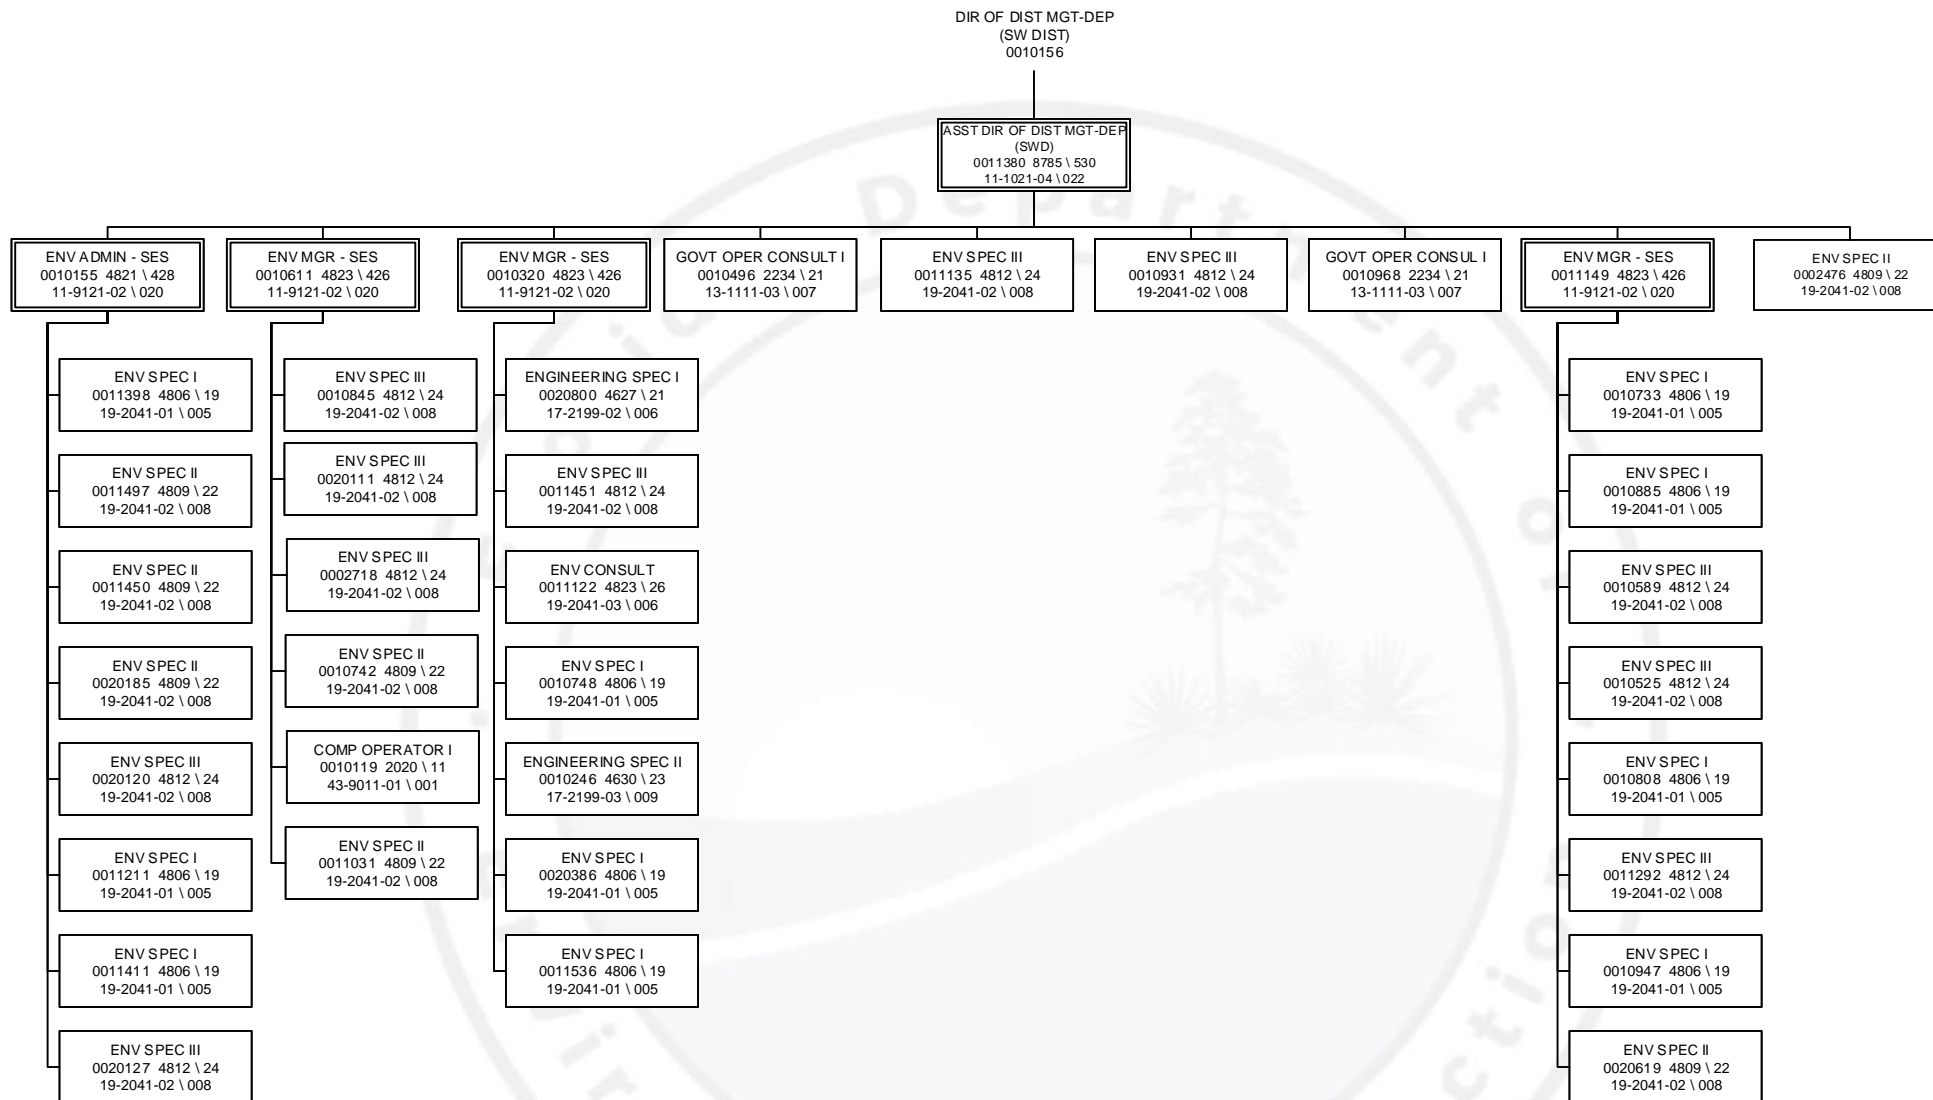 DIR OF DIST MGT-DEP
(SW DIST)
0010156
ASST DIR OF DIST MGT-DEP
(SWD)
0011380 8785 \ 530
11-1021-04 \ 022
ENV ADMIN - SES
0010155 4821 \ 428
11-9121-02 \ 020
ENV MGR - SES
0010611 4823 \ 426
11-9121-02 \ 020
ENV MGR - SES
0010320 4823 \ 426
11-9121-02 \ 020
GOVT OPER CONSULT I
0010496 2234 \ 21
13-1111-03 \ 007
ENV SPEC III
0011135 4812 \ 24
19-2041-02 \ 008
ENV SPEC III
0010931 4812 \ 24
19-2041-02 \ 008
GOVT OPER CONSUL I
0010968 2234 \ 21
13-1111-03 \ 007
ENV MGR - SES
0011149 4823 \ 426
11-9121-02 \ 020
ENV SPEC II
0002476 4809 \ 22
19-2041-02 \ 008
ENV SPEC I
0011398 4806 \ 19
19-2041-01 \ 005
ENV SPEC II
0011497 4809 \ 22
19-2041-02 \ 008
ENV SPEC II
0011450 4809 \ 22
19-2041-02 \ 008
ENV SPEC II
0020185 4809 \ 22
19-2041-02 \ 008
ENV SPEC III
0020120 4812 \ 24
19-2041-02 \ 008
ENV SPEC I
0011211 4806 \ 19
19-2041-01 \ 005
ENV SPEC I
0011411 4806 \ 19
19-2041-01 \ 005
ENV SPEC III
0020127 4812 \ 24
19-2041-02 \ 008
ENV SPEC III
0010845 4812 \ 24
19-2041-02 \ 008
ENV SPEC III
0020111 4812 \ 24
19-2041-02 \ 008
ENV SPEC III
0002718 4812 \ 24
19-2041-02 \ 008
ENV SPEC II
0010742 4809 \ 22
19-2041-02 \ 008
COMP OPERATOR I
0010119 2020 \ 11
43-9011-01 \ 001
ENV SPEC II
0011031 4809 \ 22
19-2041-02 \ 008
ENGINEERING SPEC I
0020800 4627 \ 21
17-2199-02 \ 006
ENV SPEC III
0011451 4812 \ 24
19-2041-02 \ 008
ENV CONSULT
0011122 4823 \ 26
19-2041-03 \ 006
ENV SPEC I
0010748 4806 \ 19
19-2041-01 \ 005
ENGINEERING SPEC II
0010246 4630 \ 23
17-2199-03 \ 009
ENV SPEC I
0020386 4806 \ 19
19-2041-01 \ 005
ENV SPEC I
0011536 4806 \ 19
19-2041-01 \ 005
ENV SPEC I
0010733 4806 \ 19
19-2041-01 \ 005
ENV SPEC I
0010885 4806 \ 19
19-2041-01 \ 005
ENV SPEC III
0010589 4812 \ 24
19-2041-02 \ 008
ENV SPEC III
0010525 4812 \ 24
19-2041-02 \ 008
ENV SPEC I
0010808 4806 \ 19
19-2041-01 \ 005
ENV SPEC III
0011292 4812 \ 24
19-2041-02 \ 008
ENV SPEC I
0010947 4806 \ 19
19-2041-01 \ 005
ENV SPEC II
0020619 4809 \ 22
19-2041-02 \ 008
Department